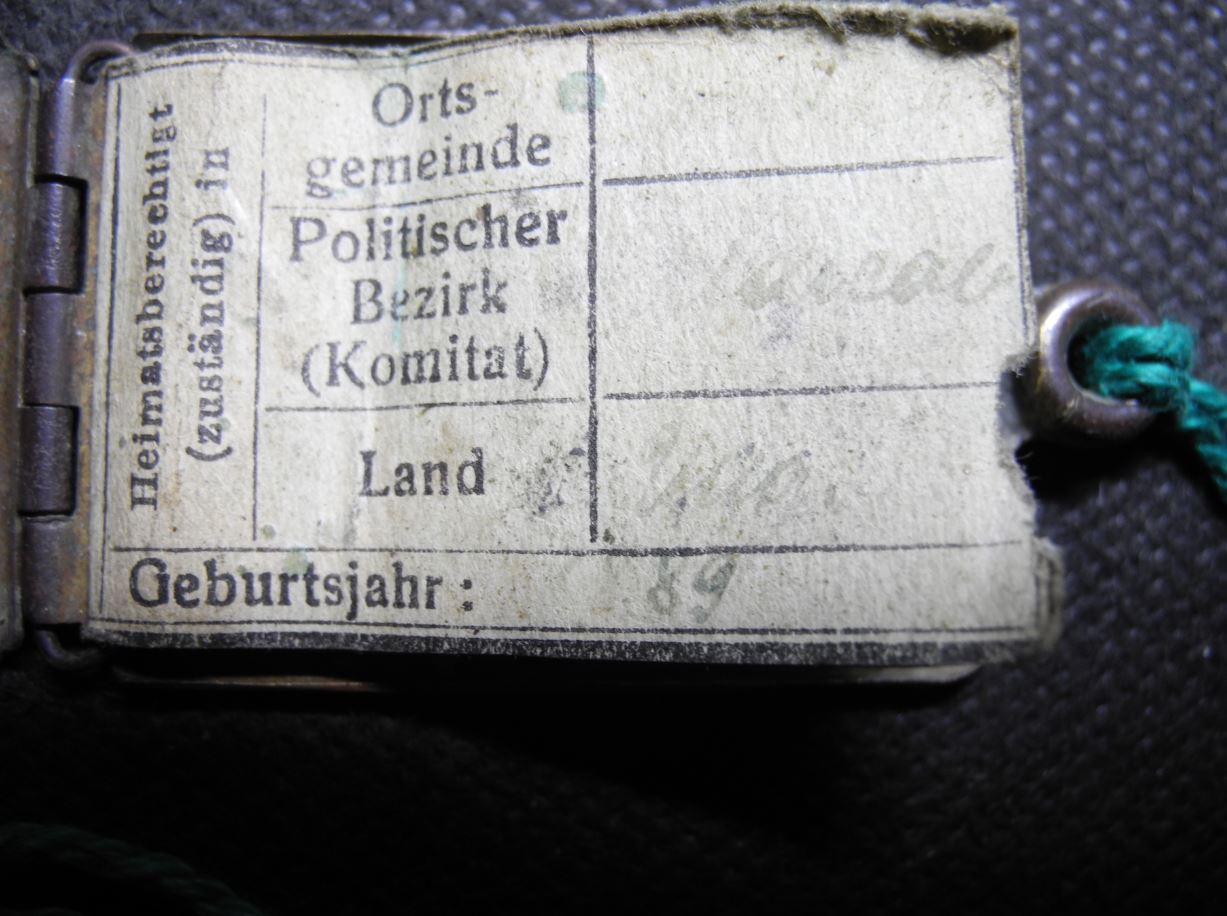 Heimatsberechtigt
(zuständig) in
Orts-
gemeinde
Politischer
Bezirk
(Komitat)
Land
Geburtsjahr: 89